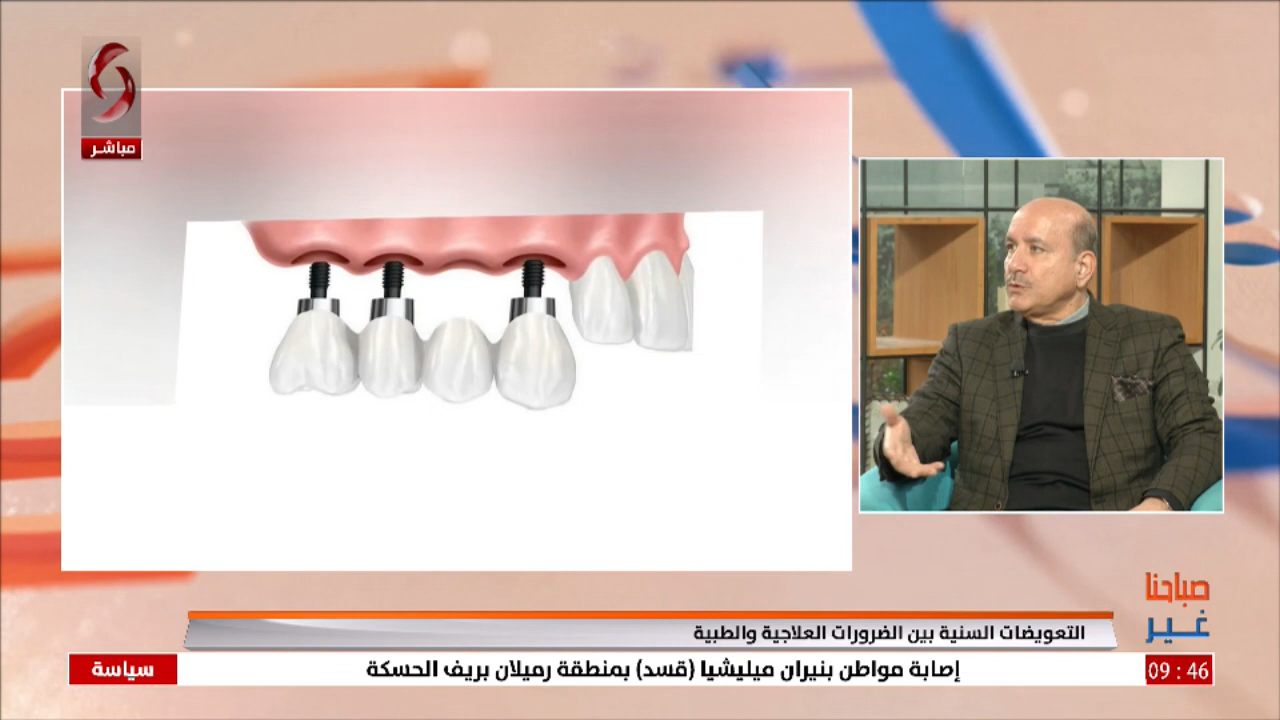 مباشر
صباحنا
غير
التعويضات السنية بين الضرورات العلاجية والطبية
سياسة
إصابة مواطن بنيران ميليشيا (قسد) بمنطقة رميلان بريف الحسكة
09 : 46